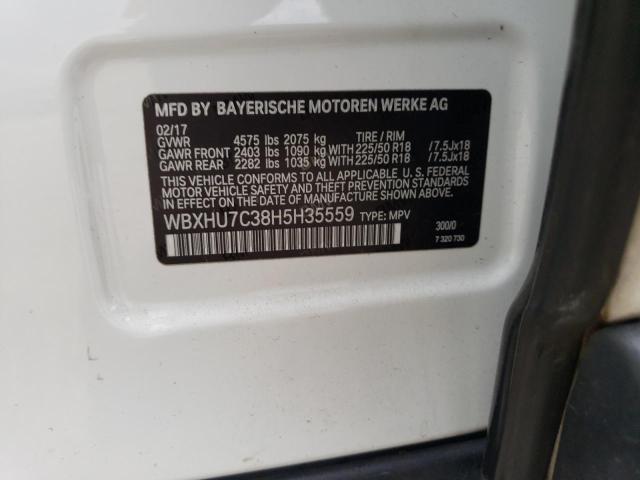 MFD BY BAYERISCHE MOTOREN WERKE AG
02/17
GVWR 4575 lbs 2075 kg TIRE / RIM
GAWR FRONT 2403 lbs 1090 kg WITH 225/50 R18 / 7.5Jx18
GAWR REAR 2282 lbs 1035 kg WITH 225/50 R18 / 7.5Jx18
THIS VEHICLE CONFORMS TO ALL APPLICABLE U. S. FEDERAL
MOTOR VEHICLE SAFETY AND THEFT PREVENTION STANDARDS
IN EFFECT ON THE DATE OF MANUFACTURE SHOWN ABOVE.
WBXHU7C38H5H35559 TYPE: MPV 300/0
7 320 730